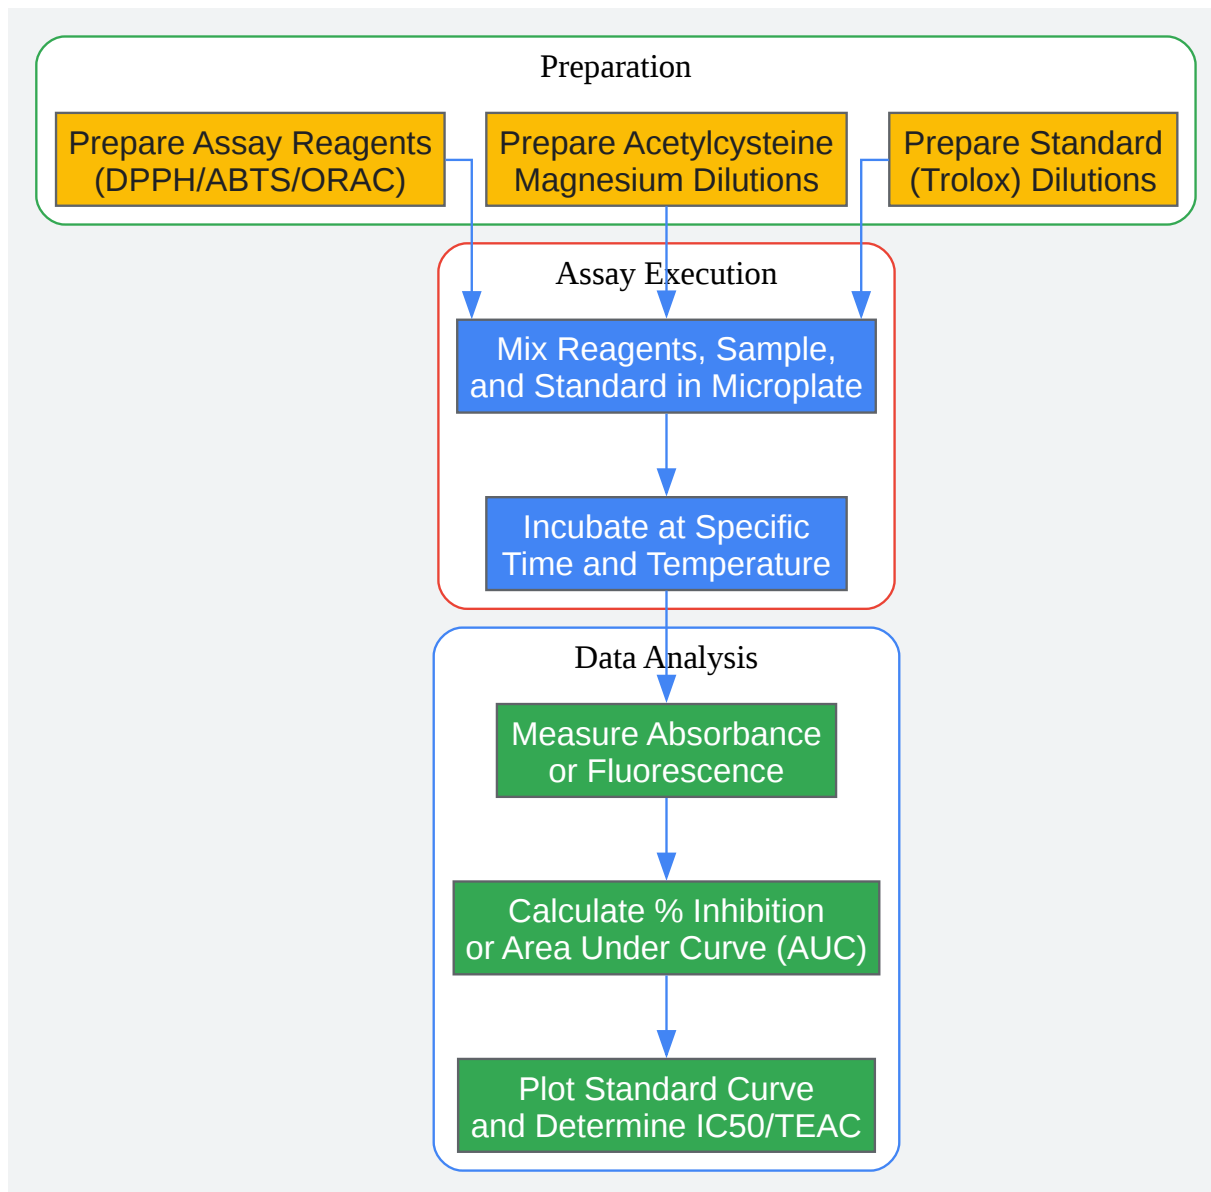 Preparation
Prepare Assay Reagents
(DPPH/ABTS/ORAC)
Prepare Acetylcysteine
Magnesium Dilutions
Prepare Standard
(Trolox) Dilutions
Assay Execution
Mix Reagents, Sample,
and Standard in Microplate
Incubate at Specific
Time and Temperature
Data Analysis
Measure Absorbance
or Fluorescence
Calculate % Inhibition
or Area Under Curve (AUC)
Plot Standard Curve
and Determine IC50/TEAC